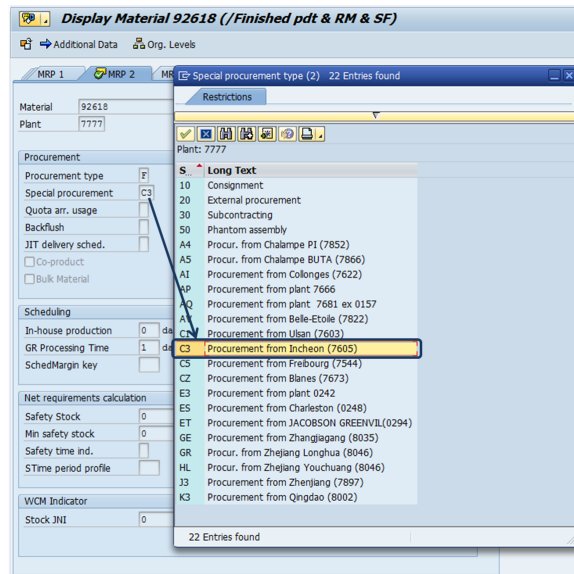 Display Material 92618 (/Finished pdt & RM & SF)
Additional Data Org. Levels
MRP 1 MRP 2 MR
Material 92618
Plant 7777
Procurement
Procurement type F
Special procurement C3
Quota arr. usage
Backflush
JIT delivery sched.
Co-product
Bulk Material
Scheduling
In-house production 0 da
GR Processing Time 1 da
SchedMargin key
Net requirements calculation
Safety Stock 0
Min safety stock 0
Safety time ind.
STime period profile
WCM Indicator
Stock JNI 0
Special procurement type (2) 22 Entries found
Restrictions
Plant: 7777
S... Long Text
10 Consignment
20 External procurement
30 Subcontracting
50 Phantom assembly
A4 Procur. from Chalampe PI (7852)
A5 Procur. from Chalampe BUTA (7866)
AI Procurement from Collonges (7622)
AP Procurement from plant 7666
AQ Procurement from plant 7681 ex 0157
Procurement from Belle-Etoile (7822)
Procurement from Ulsan (7603)
C3 Procurement from Incheon (7605)
C5 Procurement from Freibourg (7544)
CZ Procurement from Blanes (7673)
E3 Procurement from plant 0242
ES Procurement from Charleston (0248)
ET Procurement from JACOBSON GREENVIL(0294)
GE Procurement from Zhangjiagang (8035)
GR Procur. from Zhejiang Longhua (8046)
HL Procur. from Zhejiang Youchuang (8046)
J3 Procurement from Zhenjiang (7897)
K3 Procurement from Qingdao (8002)
22 Entries found